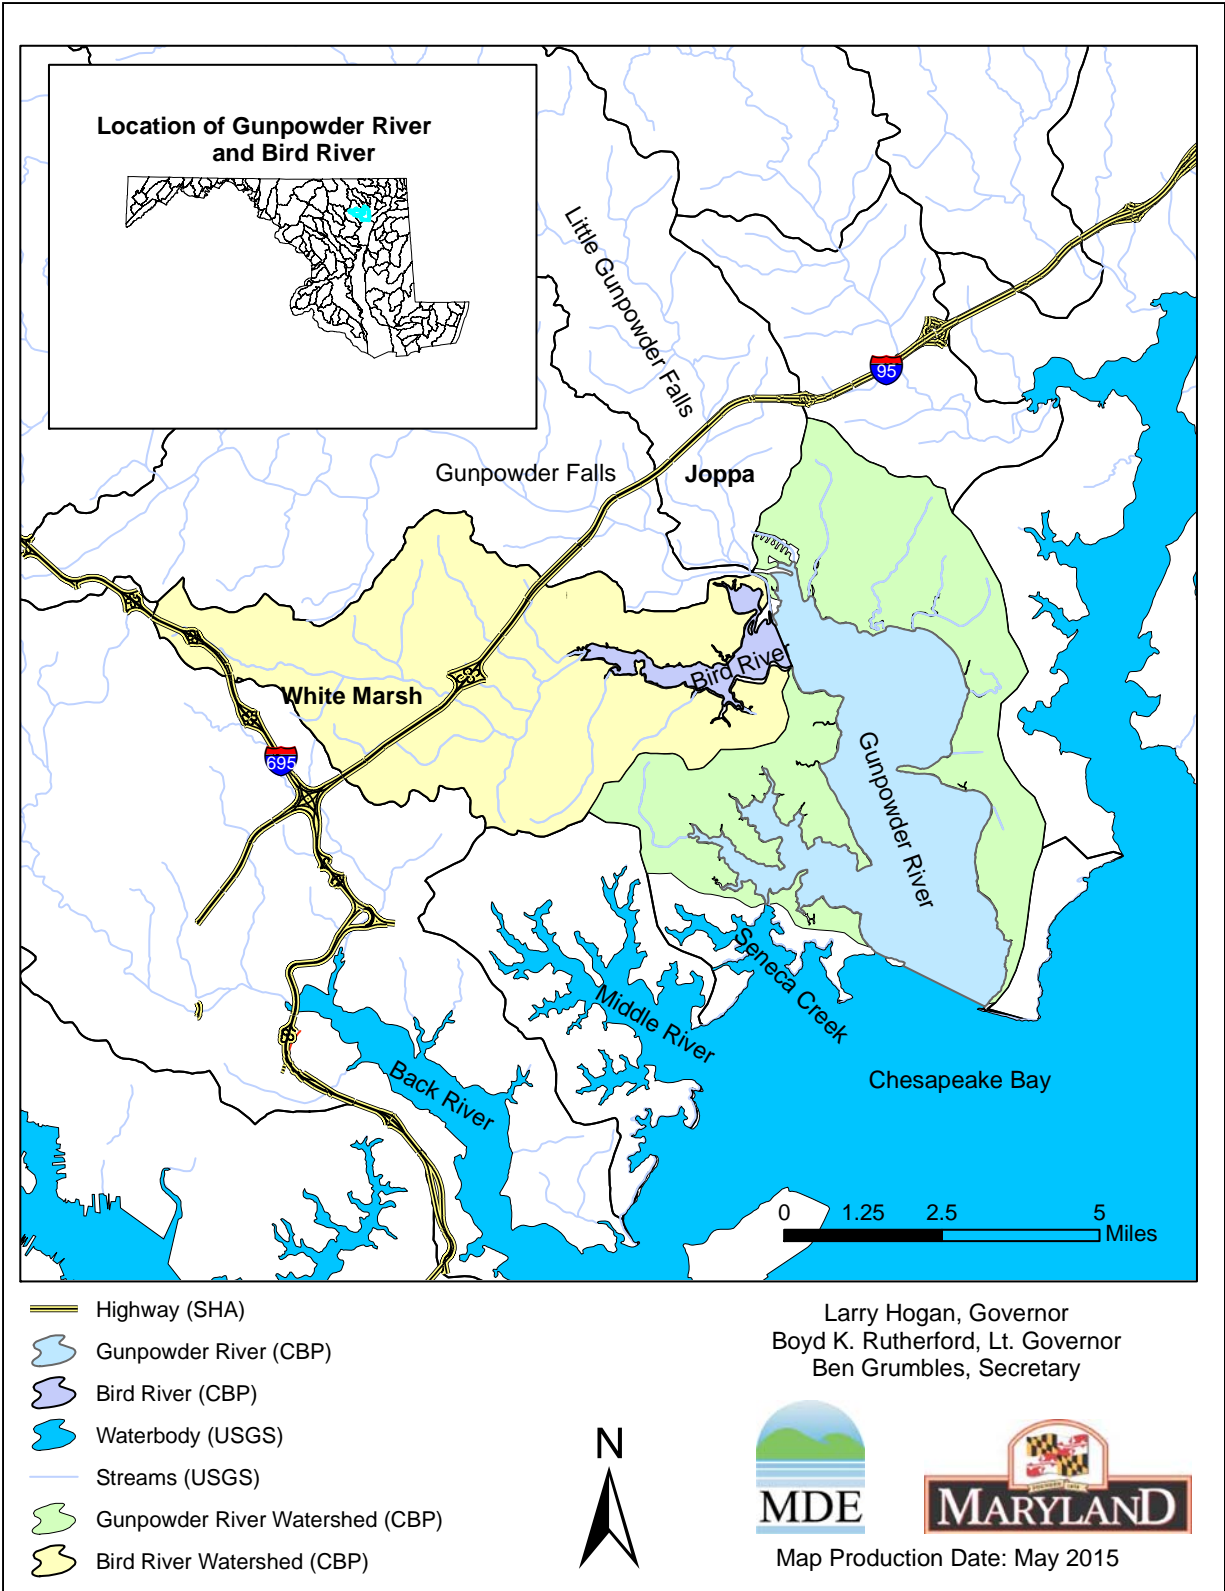 Location of Gunpowder River
and Bird River
Little Gunpowder Falls
95
Gunpowder Falls
Joppa
Bird River
White Marsh
695
Gunpowder River
Seneca Creek
Middle River
Back River
Chesapeake Bay
0 1.25 2.5 5
Miles
Highway (SHA)
Gunpowder River (CBP)
Bird River (CBP)
Waterbody (USGS)
Streams (USGS)
Gunpowder River Watershed (CBP)
Bird River Watershed (CBP)
N
Larry Hogan, Governor
Boyd K. Rutherford, Lt. Governor
Ben Grumbles, Secretary
MDE
MARYLAND
Map Production Date: May 2015